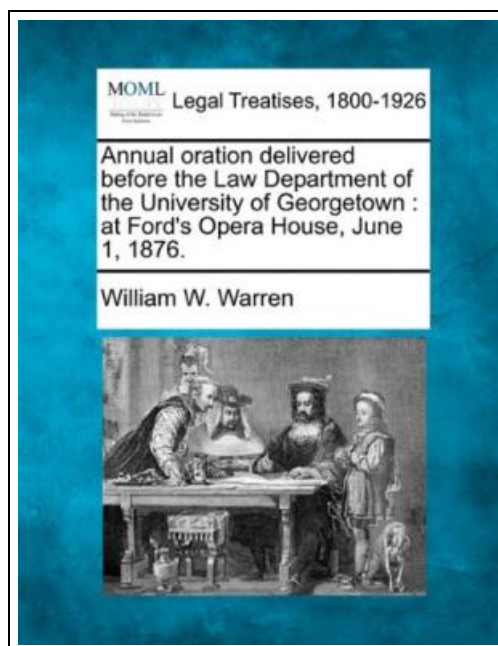 MOML
Legal Treatises, 1800-1926
Annual oration delivered
before the Law Department of
the University of Georgetown :
at Ford's Opera House, June
1, 1876.
William W. Warren